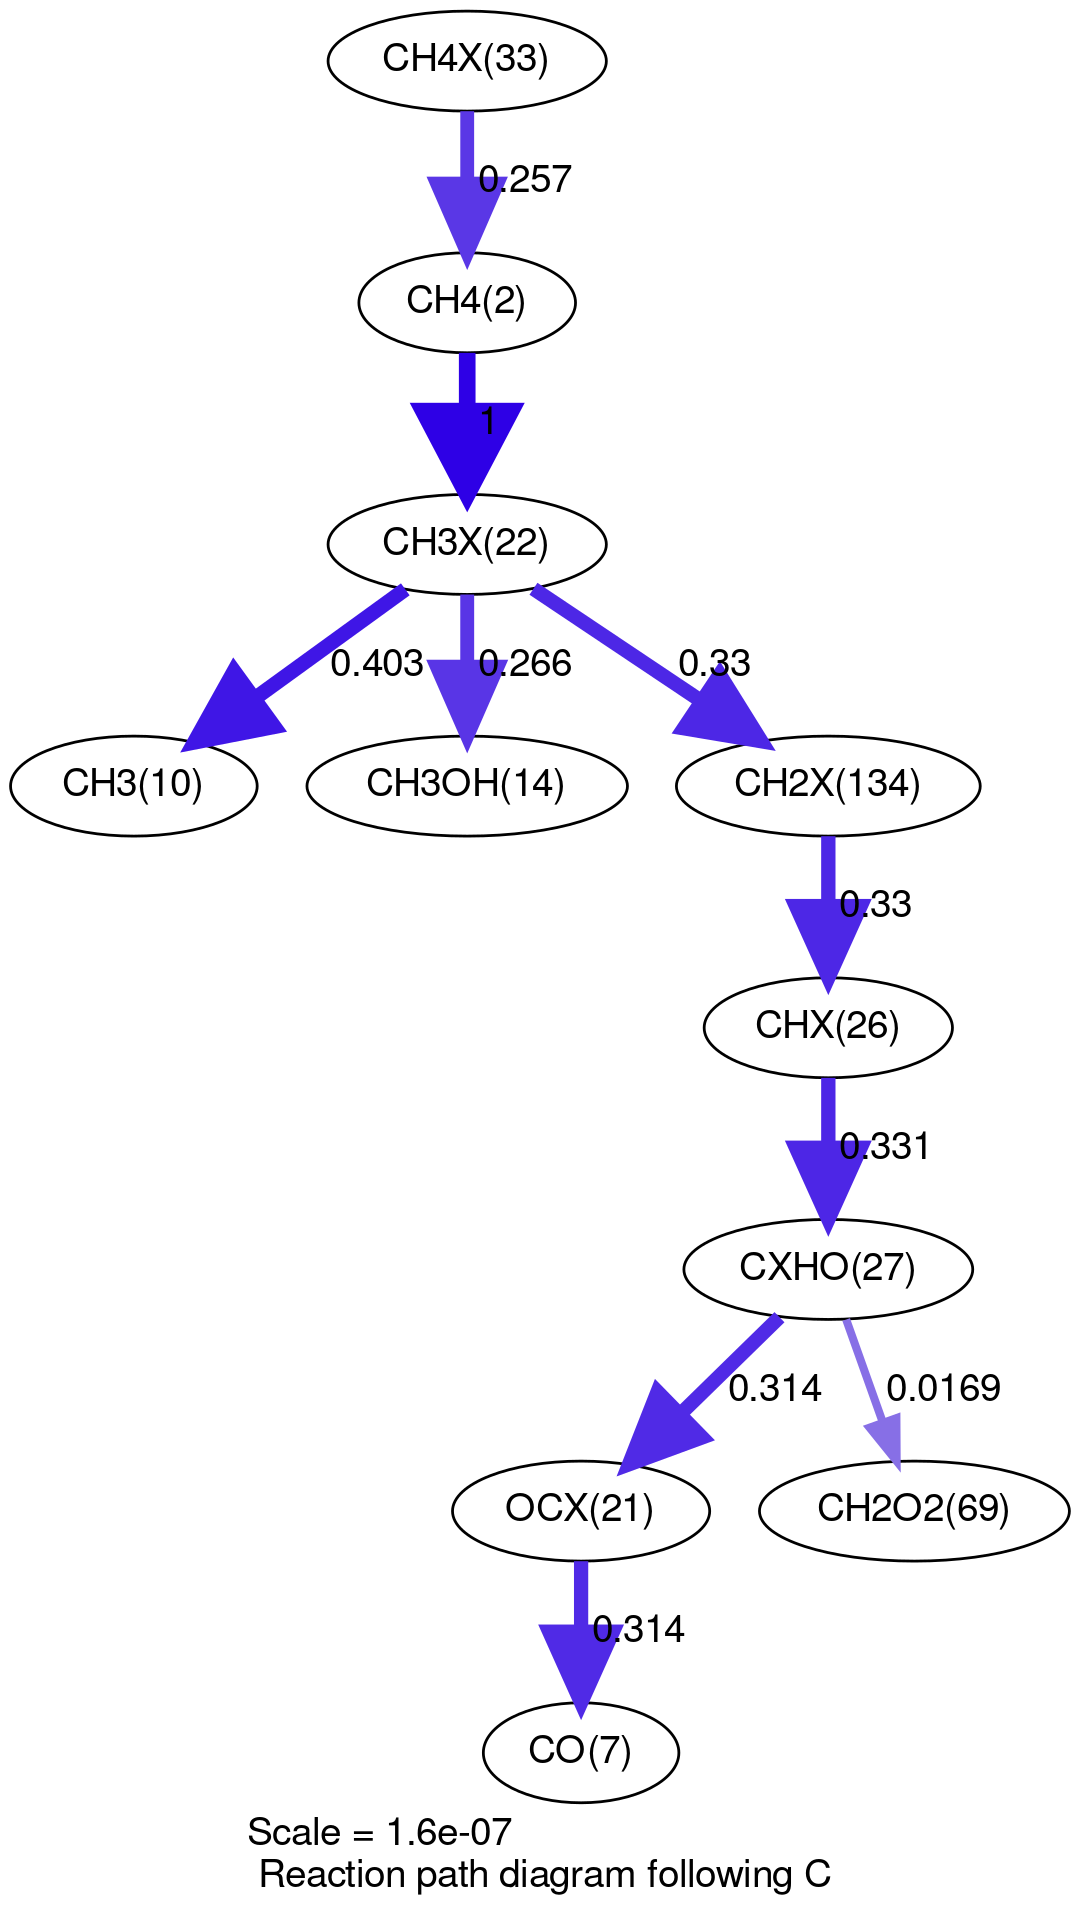 CH4X(33)
0.257
CH4(2)
1
CH3X(22)
0.403
0.266
0.33
CH3(10)
CH3OH(14)
CH2X(134)
0.33
CHX(26)
0.331
CXHO(27)
0.314
0.0169
OCX(21)
CH2O2(69)
0.314
CO(7)
Scale = 1.6e-07
Reaction path diagram following C